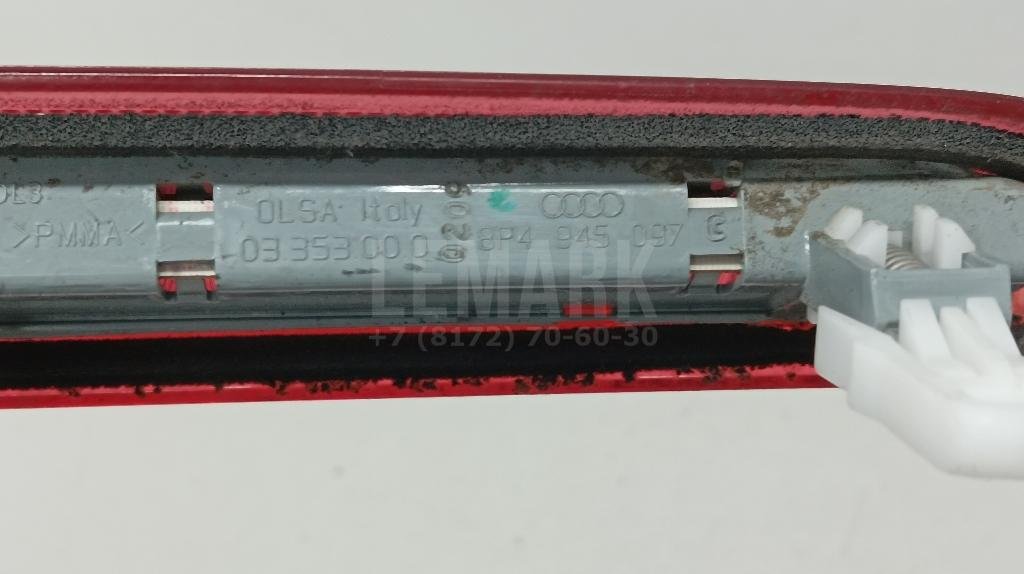 OLSA Italy
>PMMA<
03.353.00.0
8P4 945 097
LEMARK
+7 (8172) 70-60-30